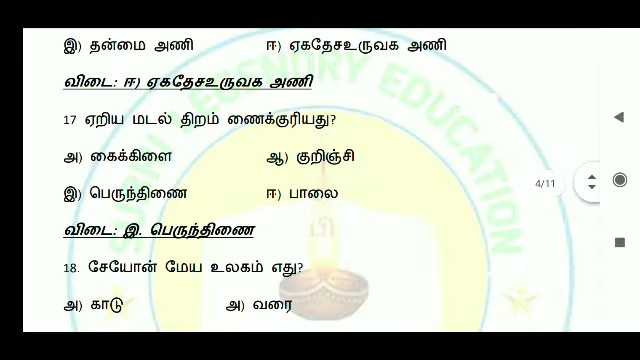 இ) தன்மை அணி ஈ) ஏகதேசஉருவக அணி
விடை: ஈ) ஏகதேசஉருவக அணி
17 ஏறிய மடல் திறம் ணைக்குரியது?
அ) கைக்கிளை ஆ) குறிஞ்சி
இ) பெருந்திணை ஈ) பாலை
4/11
விடை: இ. பெருந்திணை
18. சேயோன் மேய உலகம் எது?
அ) காடு அ) வரை